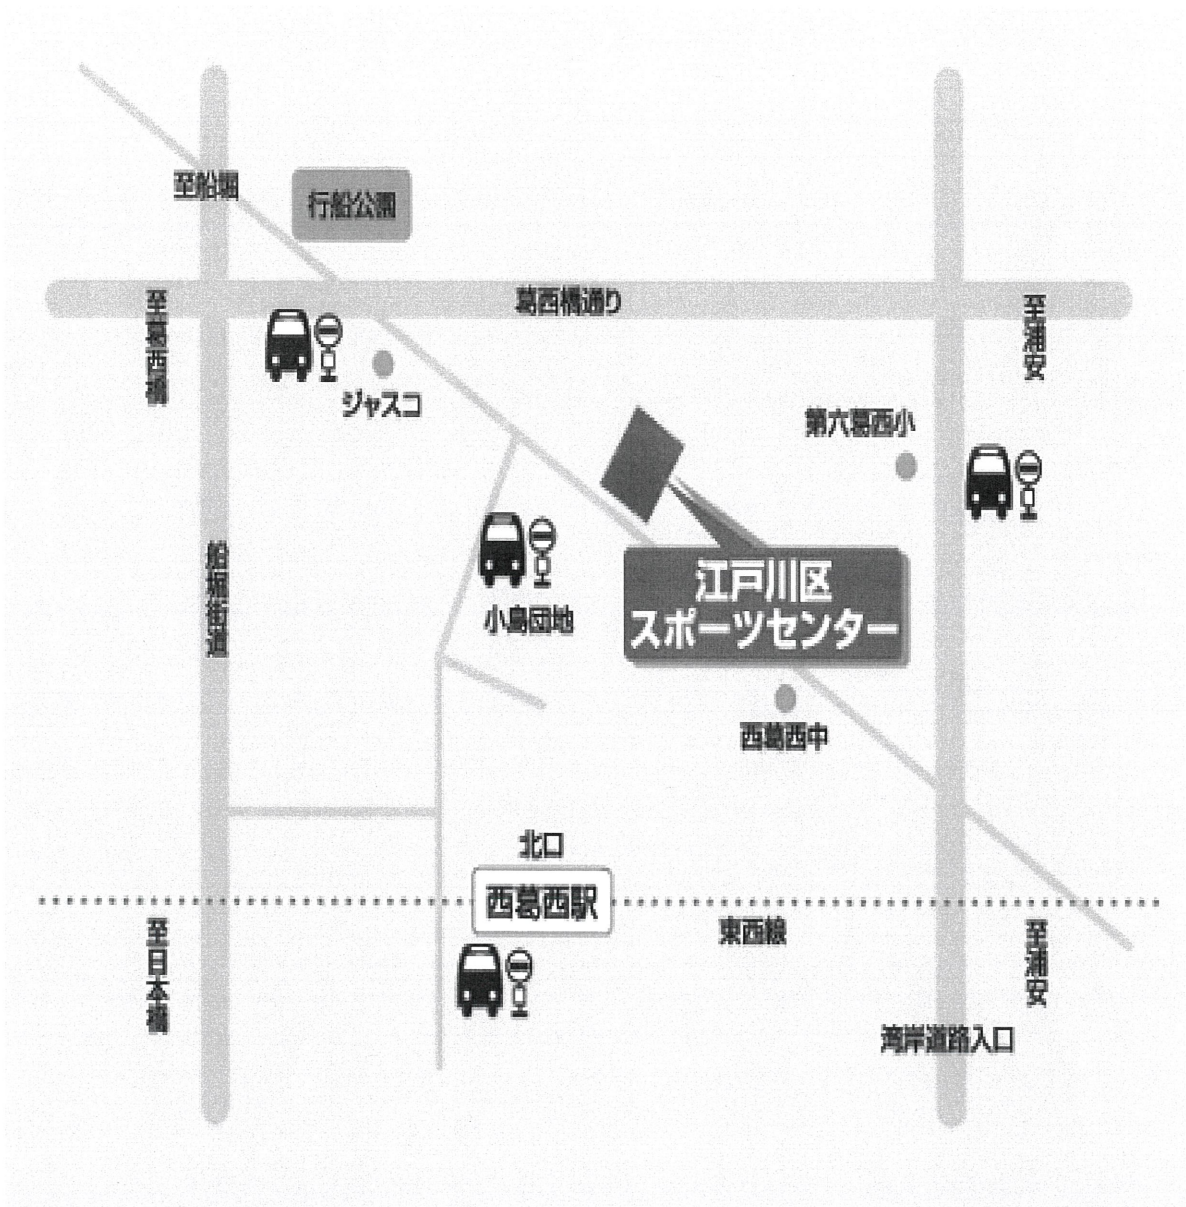 至船堀
行船公園
葛西橋通り
至葛西橋
至浦安
ジャスコ
第六葛西小
船堀街道
小島団地
江戸川区
スポーツセンター
西葛西中
北口
西葛西駅
東西線
至日本橋
至浦安
湾岸道路入口